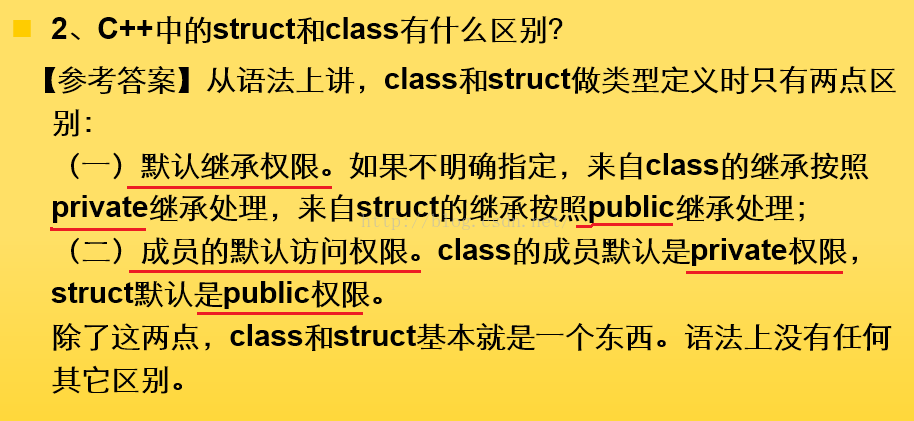 2、C++中的struct和class有什么区别?
【参考答案】从语法上讲，class和struct做类型定义时只有两点区
别：
（一）默认继承权限。如果不明确指定，来自class的继承按照
private继承处理，来自struct的继承按照public继承处理；
http://blog.csdn.net/
（二）成员的默认访问权限。class的成员默认是private权限，
struct默认是public权限。
除了这两点，class和struct基本就是一个东西。语法上没有任何
其它区别。